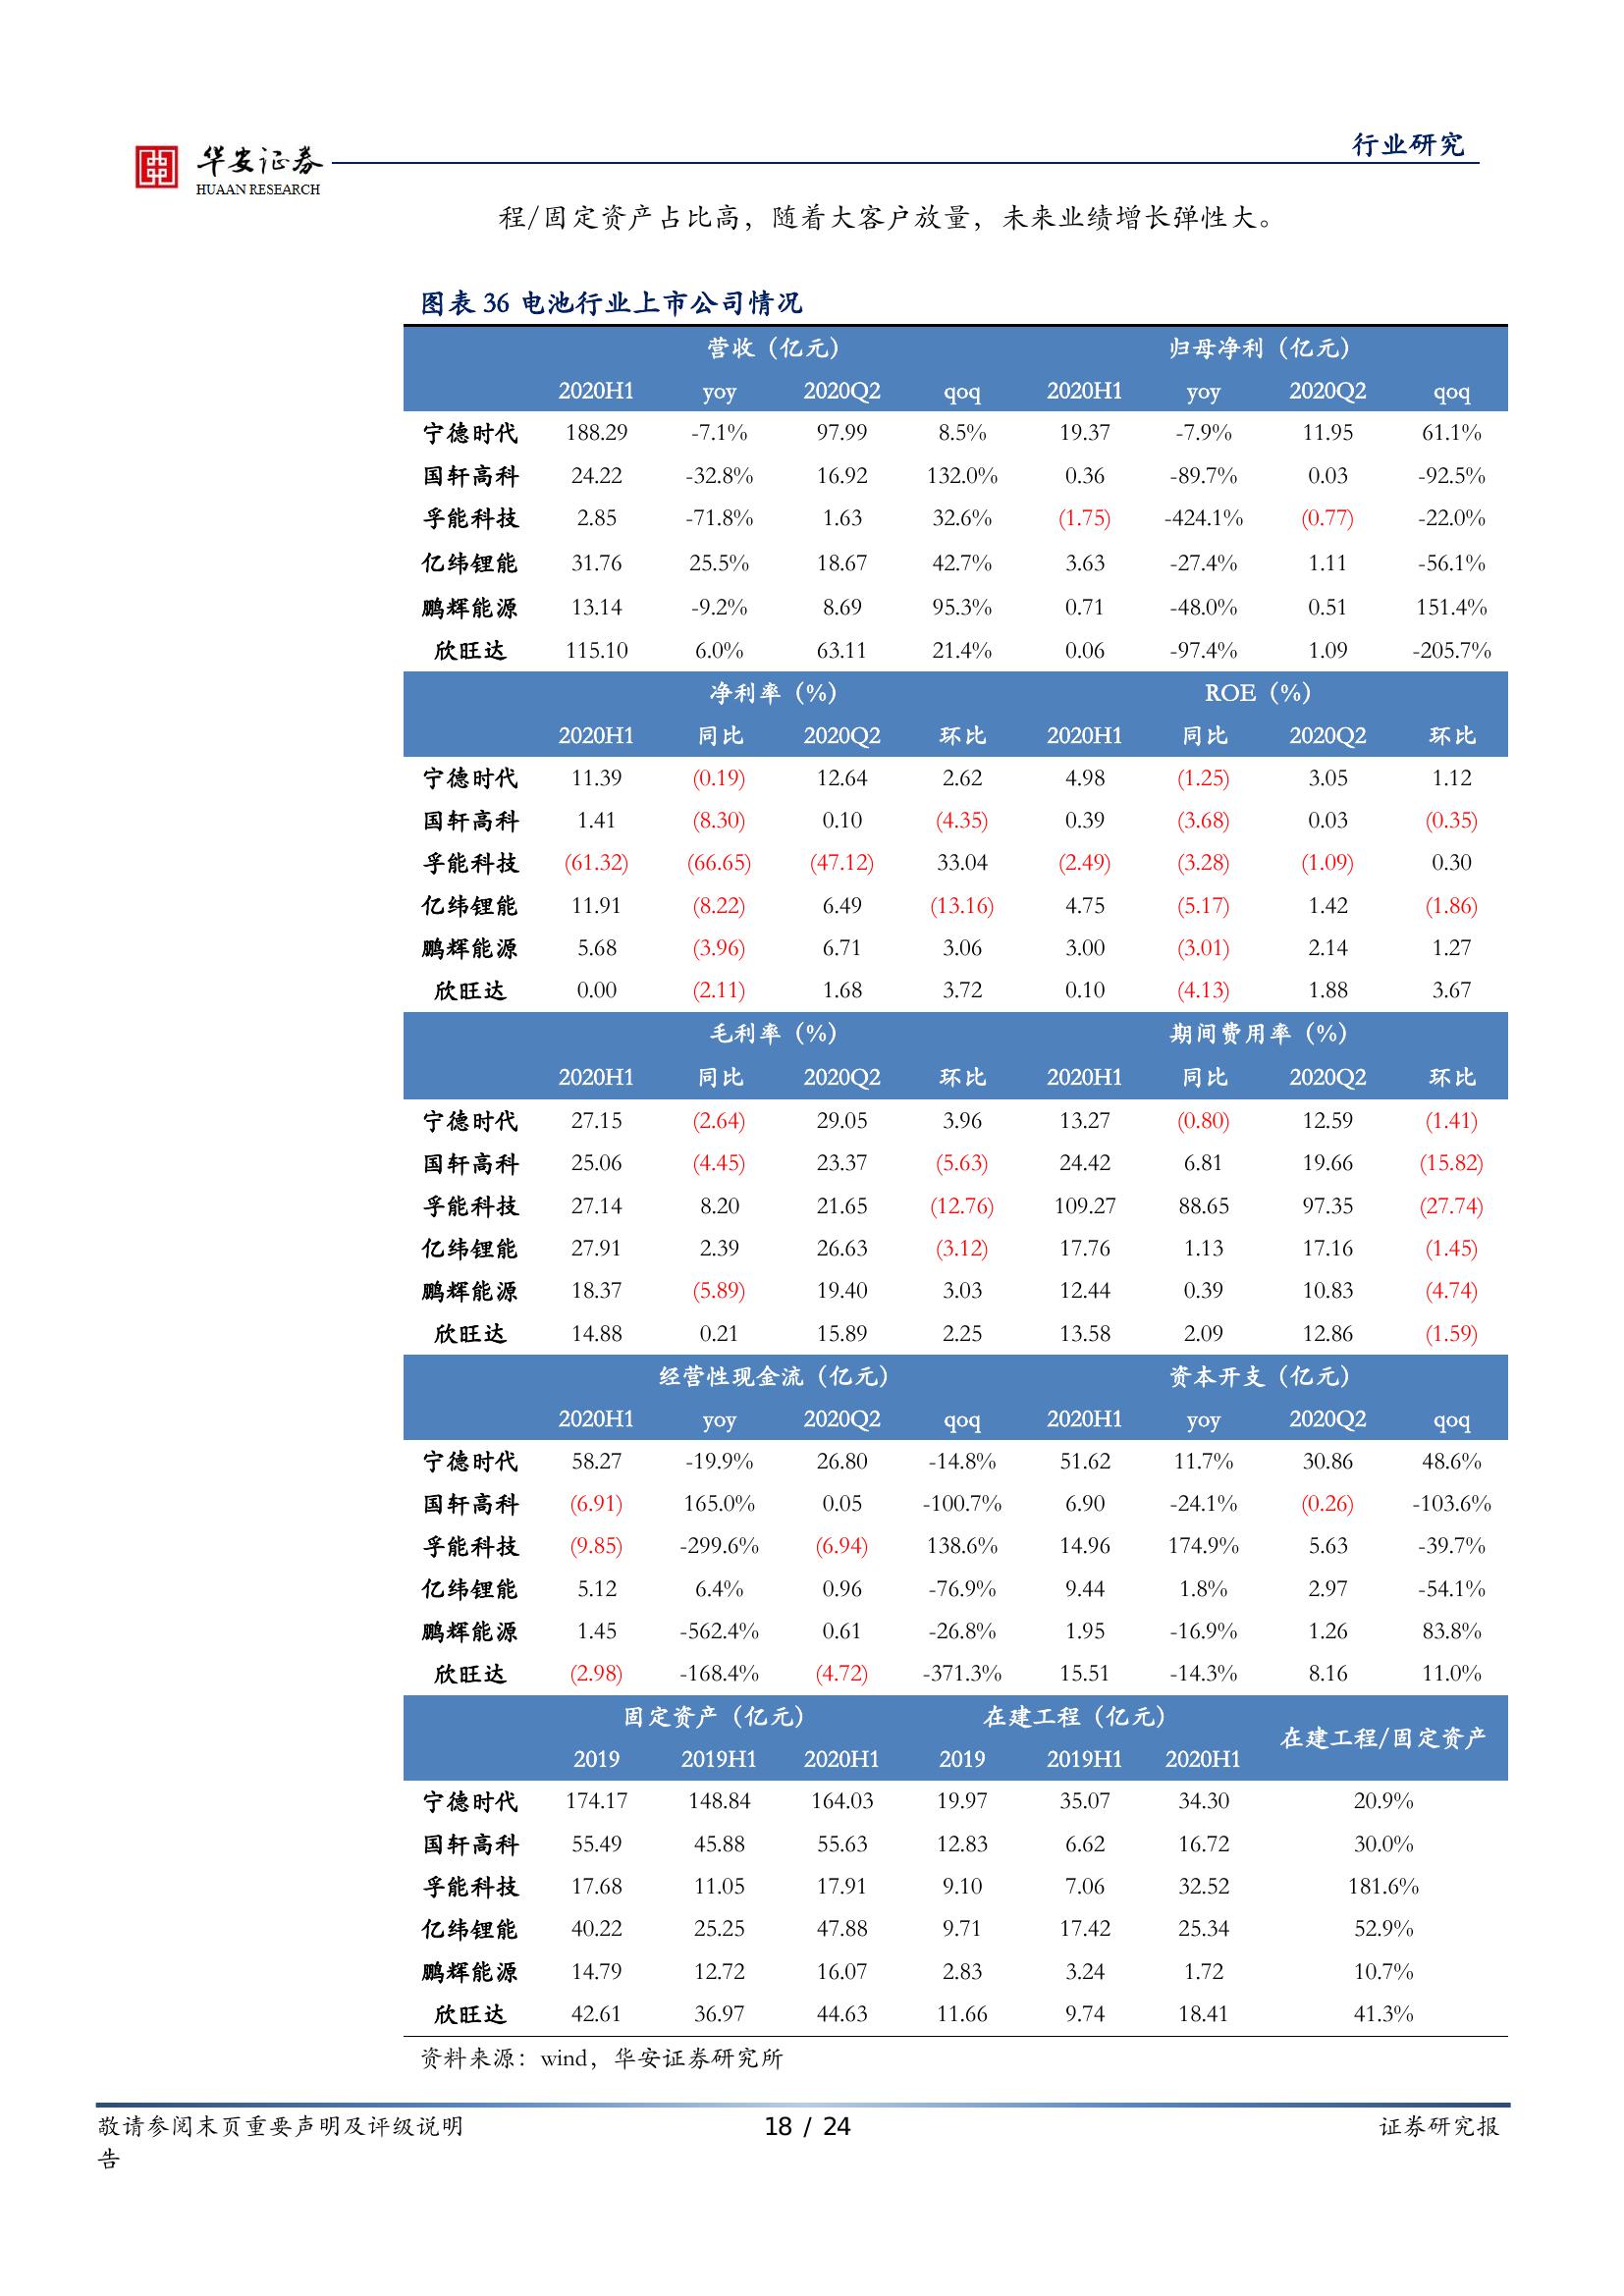 华安证券
HUAAN RESEARCH
行业研究
程/固定资产占比高，随着大客户放量，未来业绩增长弹性大。
图表 36 电池行业上市公司情况
营收（亿元） 归母净利（亿元）
2020H1 yoy 2020Q2 qoq 2020H1 yoy 2020Q2 qoq
宁德时代 188.29 -7.1% 97.99 8.5% 19.37 -7.9% 11.95 61.1%
国轩高科 24.22 -32.8% 16.92 132.0% 0.36 -89.7% 0.03 -92.5%
孚能科技 2.85 -71.8% 1.63 32.6% (1.75) -424.1% (0.77) -22.0%
亿纬锂能 31.76 25.5% 18.67 42.7% 3.63 -27.4% 1.11 -56.1%
鹏辉能源 13.14 -9.2% 8.69 95.3% 0.71 -48.0% 0.51 151.4%
欣旺达 115.10 6.0% 63.11 21.4% 0.06 -97.4% 1.09 -205.7%
净利率（%） ROE（%）
2020H1 同比 2020Q2 环比 2020H1 同比 2020Q2 环比
宁德时代 11.39 (0.19) 12.64 2.62 4.98 (1.25) 3.05 1.12
国轩高科 1.41 (8.30) 0.10 (4.35) 0.39 (3.68) 0.03 (0.35)
孚能科技 (61.32) (66.65) (47.12) 33.04 (2.49) (3.28) (1.09) 0.30
亿纬锂能 11.91 (8.22) 6.49 (13.16) 4.75 (5.17) 1.42 (1.86)
鹏辉能源 5.68 (3.96) 6.71 3.06 3.00 (3.01) 2.14 1.27
欣旺达 0.00 (2.11) 1.68 3.72 0.10 (4.13) 1.88 3.67
毛利率（%） 期间费用率（%）
2020H1 同比 2020Q2 环比 2020H1 同比 2020Q2 环比
宁德时代 27.15 (2.64) 29.05 3.96 13.27 (0.80) 12.59 (1.41)
国轩高科 25.06 (4.45) 23.37 (5.63) 24.42 6.81 19.66 (15.82)
孚能科技 27.14 8.20 21.65 (12.76) 109.27 88.65 97.35 (27.74)
亿纬锂能 27.91 2.39 26.63 (3.12) 17.76 1.13 17.16 (1.45)
鹏辉能源 18.37 (5.89) 19.40 3.03 12.44 0.39 10.83 (4.74)
欣旺达 14.88 0.21 15.89 2.25 13.58 2.09 12.86 (1.59)
经营性现金流（亿元） 资本开支（亿元）
2020H1 yoy 2020Q2 qoq 2020H1 yoy 2020Q2 qoq
宁德时代 58.27 -19.9% 26.80 -14.8% 51.62 11.7% 30.86 48.6%
国轩高科 (6.91) 165.0% 0.05 -100.7% 6.90 -24.1% (0.26) -103.6%
孚能科技 (9.85) -299.6% (6.94) 138.6% 14.96 174.9% 5.63 -39.7%
亿纬锂能 5.12 6.4% 0.96 -76.9% 9.44 1.8% 2.97 -54.1%
鹏辉能源 1.45 -562.4% 0.61 -26.8% 1.95 -16.9% 1.26 83.8%
欣旺达 (2.98) -168.4% (4.72) -371.3% 15.51 -14.3% 8.16 11.0%
固定资产（亿元） 在建工程（亿元） 在建工程/固定资产
2019 2019H1 2020H1 2019 2019H1 2020H1
宁德时代 174.17 148.84 164.03 19.97 35.07 34.30 20.9%
国轩高科 55.49 45.88 55.63 12.83 6.62 16.72 30.0%
孚能科技 17.68 11.05 17.91 9.10 7.06 32.52 181.6%
亿纬锂能 40.22 25.25 47.88 9.71 17.42 25.34 52.9%
鹏辉能源 14.79 12.72 16.07 2.83 3.24 1.72 10.7%
欣旺达 42.61 36.97 44.63 11.66 9.74 18.41 41.3%
资料来源：wind，华安证券研究所
敬请参阅末页重要声明及评级说明 18 / 24 证券研究报
告